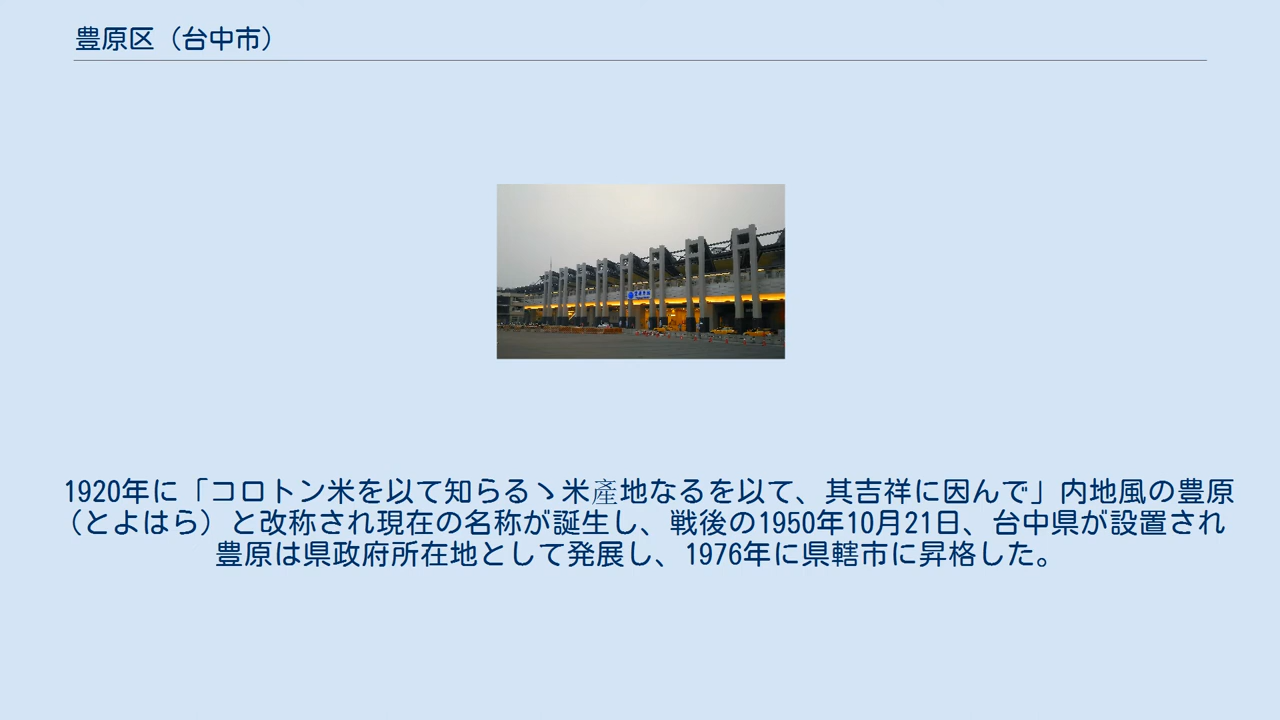 豊原区（台中市）
1920年に「コロトン米を以て知らるゝ米產地なるを以て、其吉祥に因んで」内地風の豊原
（とよはら）と改称され現在の名称が誕生し、戦後の1950年10月21日、台中県が設置され
豊原は県政府所在地として発展し、1976年に県轄市に昇格した。